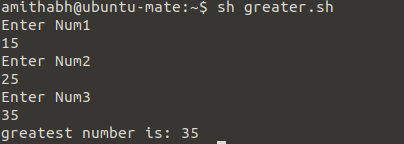 amithabh@ubuntu-mate:~$ sh greater.sh
Enter Num1
15
Enter Num2
25
Enter Num3
35
greatest number is: 35